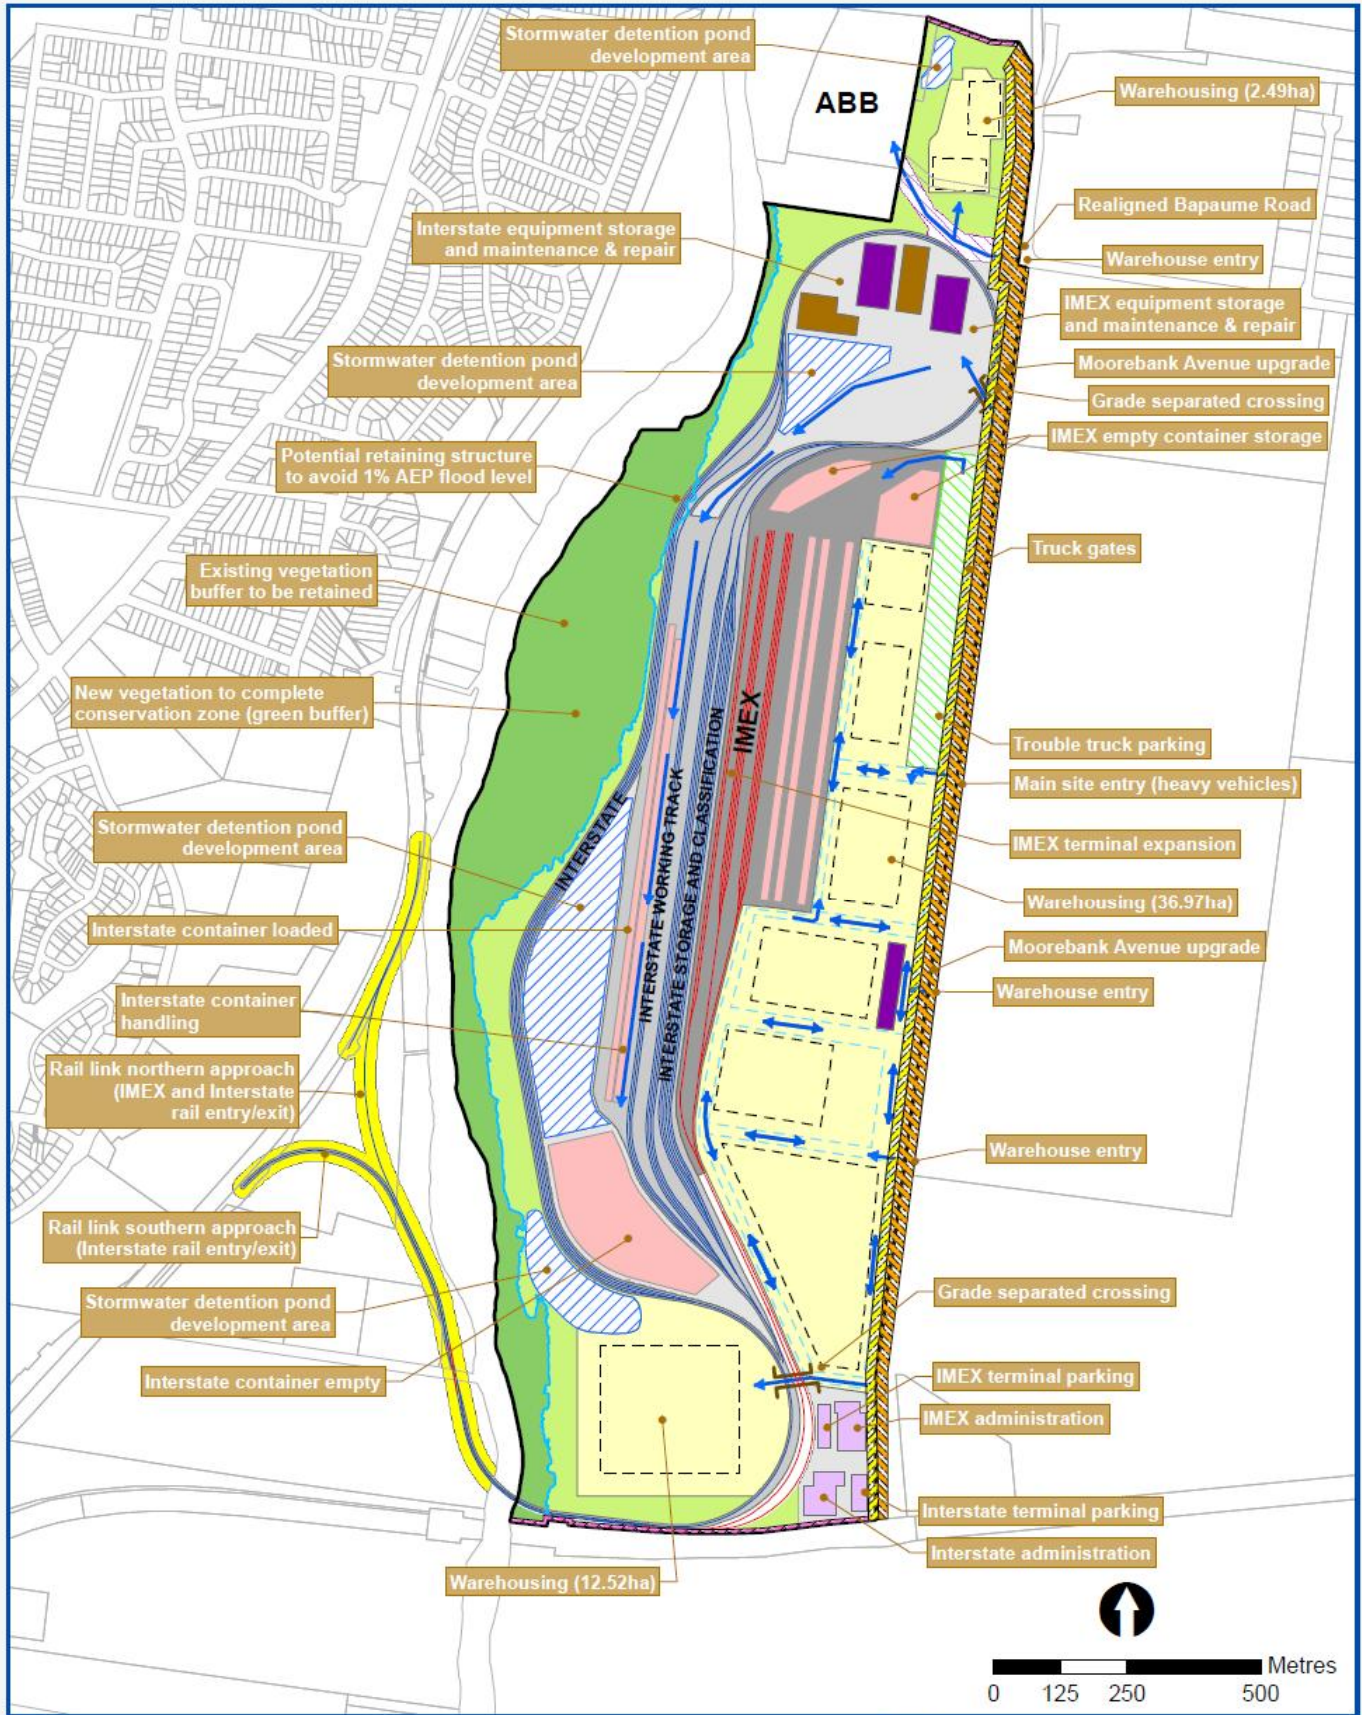 Stormwater detention pond
development area
ABB
Warehousing (2.49ha)
Realigned Bapaume Road
Interstate equipment storage
and maintenance & repair
Warehouse entry
IMEX equipment storage
and maintenance & repair
Stormwater detention pond
development area
Moorebank Avenue upgrade
Grade separated crossing
IMEX empty container storage
Potential retaining structure
to avoid 1% AEP flood level
Truck gates
Existing vegetation
buffer to be retained
New vegetation to complete
conservation zone (green buffer)
IMEX
Trouble truck parking
Main site entry (heavy vehicles)
INTERSTATE
INTERSTATE WORKING TRACK
INTERSTATE STORAGE AND CLASSIFICATION
Stormwater detention pond
development area
IMEX terminal expansion
Warehousing (36.97ha)
Interstate container loaded
Moorebank Avenue upgrade
Interstate container
handling
Warehouse entry
Rail link northern approach
(IMEX and Interstate
rail entry/exit)
Warehouse entry
Rail link southern approach
(Interstate rail entry/exit)
Stormwater detention pond
development area
Grade separated crossing
Interstate container empty
IMEX terminal parking
IMEX administration
Interstate terminal parking
Interstate administration
Warehousing (12.52ha)
Metres
0 125 250 500